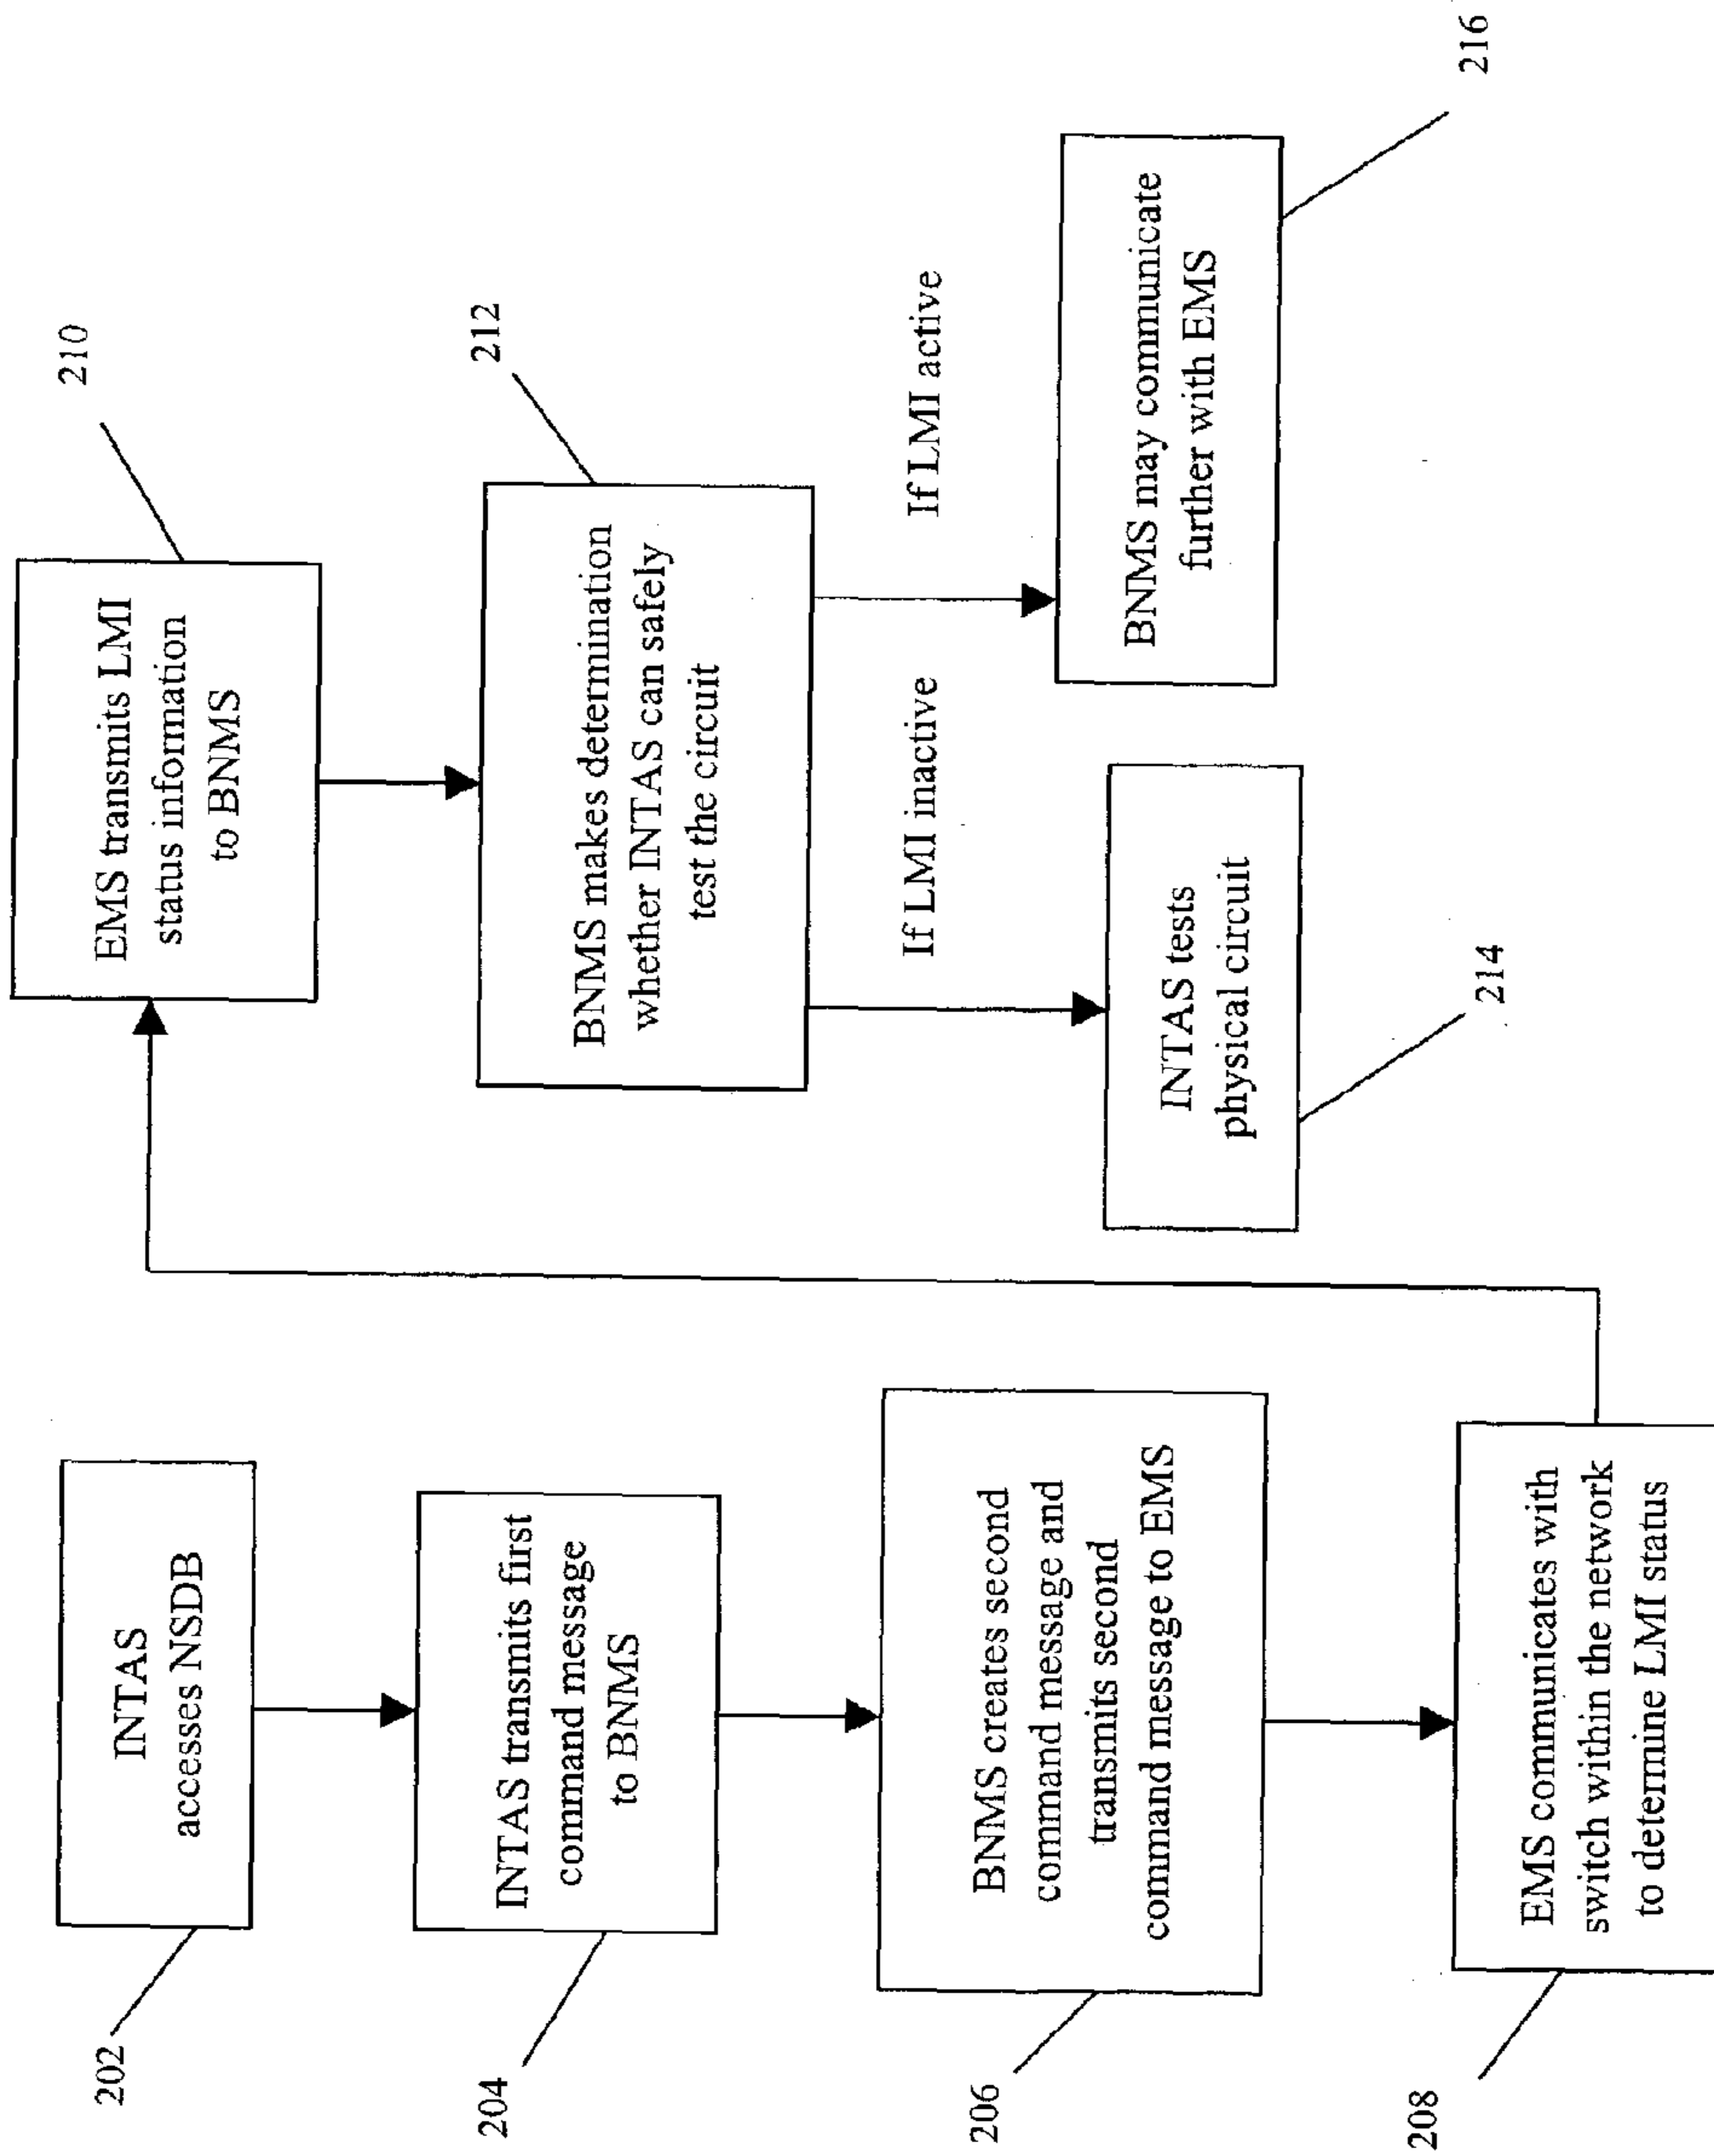 202
INTAS
accesses NSDB
204
INTAS transmits first
command message
to BNMS
206
BNMS creates second
command message and
transmits second
command message to EMS
208
EMS communicates with
switch within the network
to determine LMI status
210
EMS transmits LMI
status information
to BNMS
212
BNMS makes determination
whether INTAS can safely
test the circuit
If LMI inactive
If LMI active
INTAS tests
physical circuit
214
BNMS may communicate
further with EMS
216